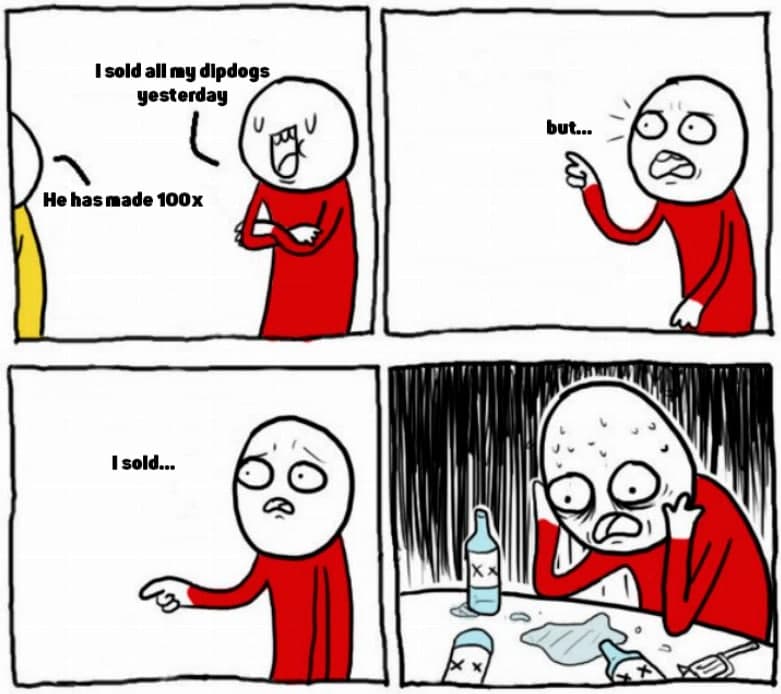 I sold all my dipdogs
yesterday
He has made 100x
but...
I sold...
X X
X X
X X